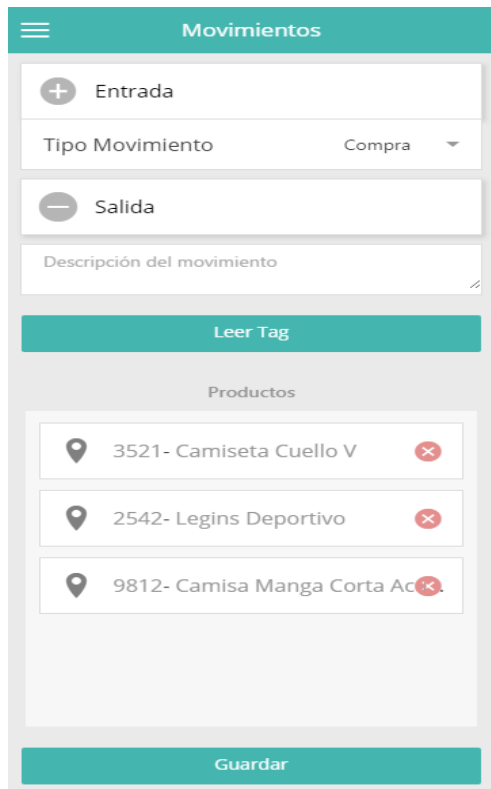 Movimientos
Entrada
Tipo Movimiento Compra
Salida
Descripción del movimiento
Leer Tag
Productos
3521- Camiseta Cuello V
2542- Legins Deportivo
9812- Camisa Manga Corta
Guardar